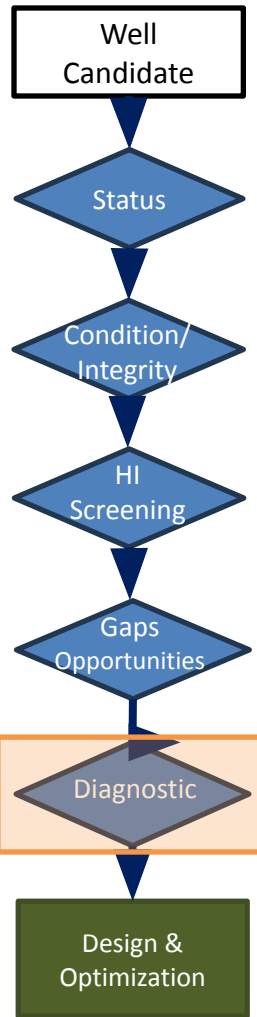 Well
Candidate
Status
Condition/
Integrity
HI
Screening
Gaps
Opportunities
Diagnostic
Design &
Optimization